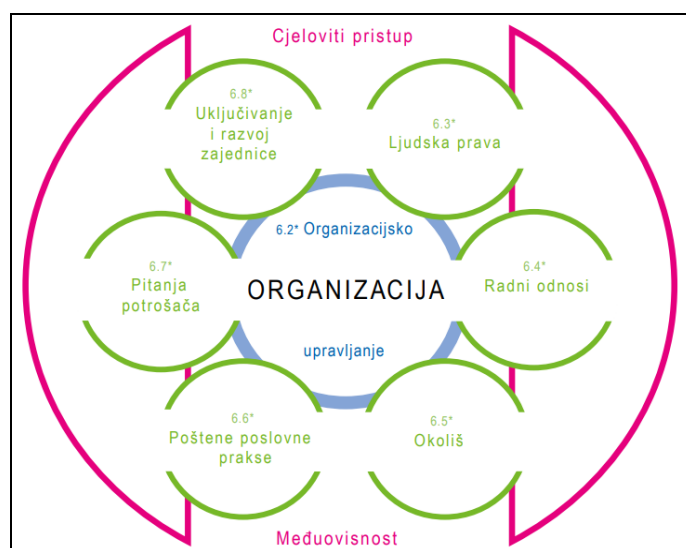 Cjeloviti pristup
6.8*
Uključivanje
i razvoj
zajednice
6.3*
Ljudska prava
6.2* Organizacijsko
6.7*
Pitanja
potrošača
ORGANIZACIJA
6.4*
Radni odnosi
upravljanje
6.6*
Poštene poslovne
prakse
6.5*
Okoliš
Međuovisnost